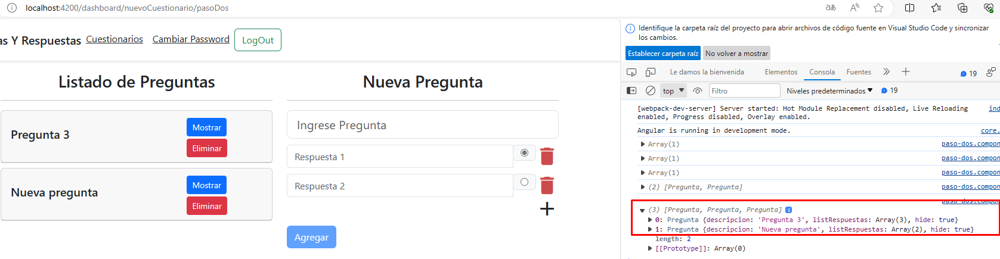 localhost:4200/dashboard/nuevoCuestionario/pasoDos
as Y Respuestas Cuestionarios Cambiar Password LogOut
Listado de Preguntas
Pregunta 3
Mostrar
Eliminar
Nueva pregunta
Mostrar
Eliminar
Nueva Pregunta
Ingrese Pregunta
Respuesta 1
Respuesta 2
Agregar
Identifique la carpeta raíz del proyecto para abrir archivos de código fuente en Visual Studio Code y sincronizar
los cambios.
Establecer carpeta raíz No volver a mostrar
Le damos la bienvenida Elementos Consola Fuentes 19
top Filtro Niveles predeterminados 19
[webpack-dev-server] Server started: Hot Module Replacement disabled, Live Reloading ind
enabled, Progress disabled, Overlay enabled.
Angular is running in development mode. core.
Array(1) paso-dos.compon
Array(1) paso-dos.compon
Array(1) paso-dos.compon
(2) [Pregunta, Pregunta] paso-dos.compon
paso-dos.compon
(3) [Pregunta, Pregunta, Pregunta] i
0: Pregunta {descripcion: 'Pregunta 3', listRespuestas: Array(3), hide: true}
1: Pregunta {descripcion: 'Nueva pregunta', listRespuestas: Array(2), hide: true}
length: 2
[[Prototype]]: Array(0)